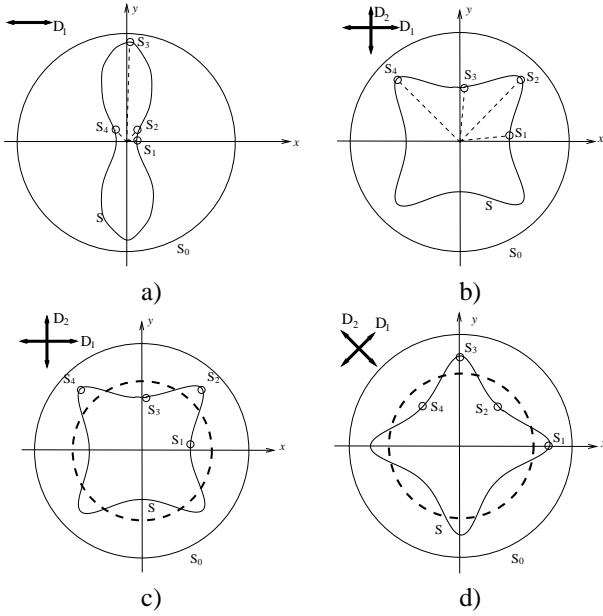 D₁
y
S₃
S₄
S₂
S₁
x
S
S₀
a)
D₂
D₁
y
S₄
S₃
S₂
S₁
x
S
S₀
b)
D₂
D₁
y
S₄
S₂
S₃
S₁
x
S
S₀
c)
D₂
D₁
y
S₃
S₄
S₂
S₁
x
S
S₀
d)